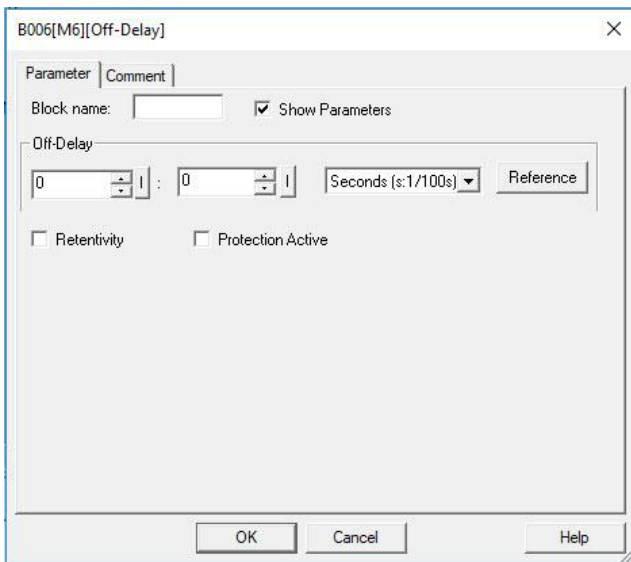 B006[M6][Off-Delay]
Parameter Comment
Block name: Show Parameters
Off-Delay
0 : 0 Seconds (s:1/100s) Reference
Retentivity Protection Active
OK Cancel Help